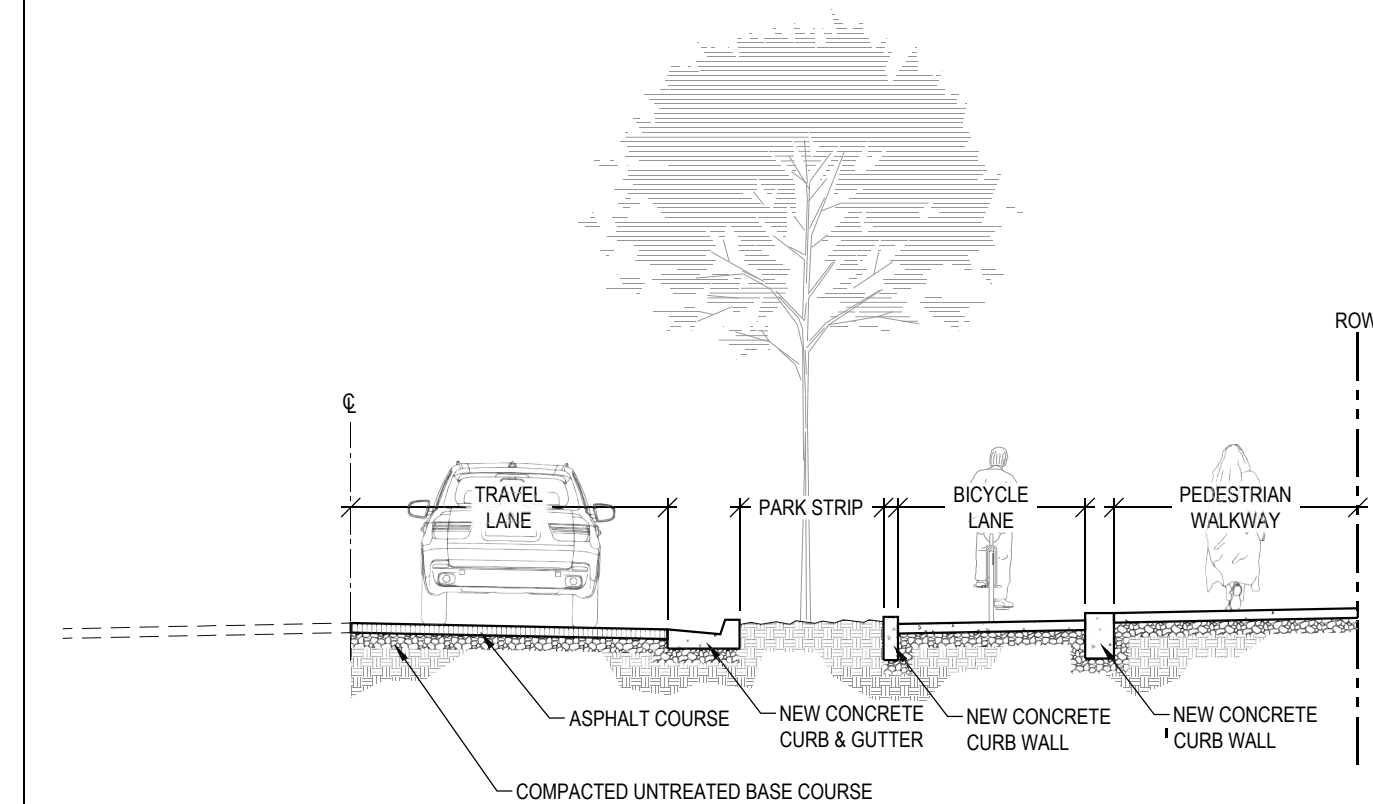 ROW
℄
TRAVEL
LANE
PARK STRIP
BICYCLE
LANE
PEDESTRIAN
WALKWAY
ASPHALT COURSE
NEW CONCRETE
CURB & GUTTER
NEW CONCRETE
CURB WALL
NEW CONCRETE
CURB WALL
COMPACTED UNTREATED BASE COURSE